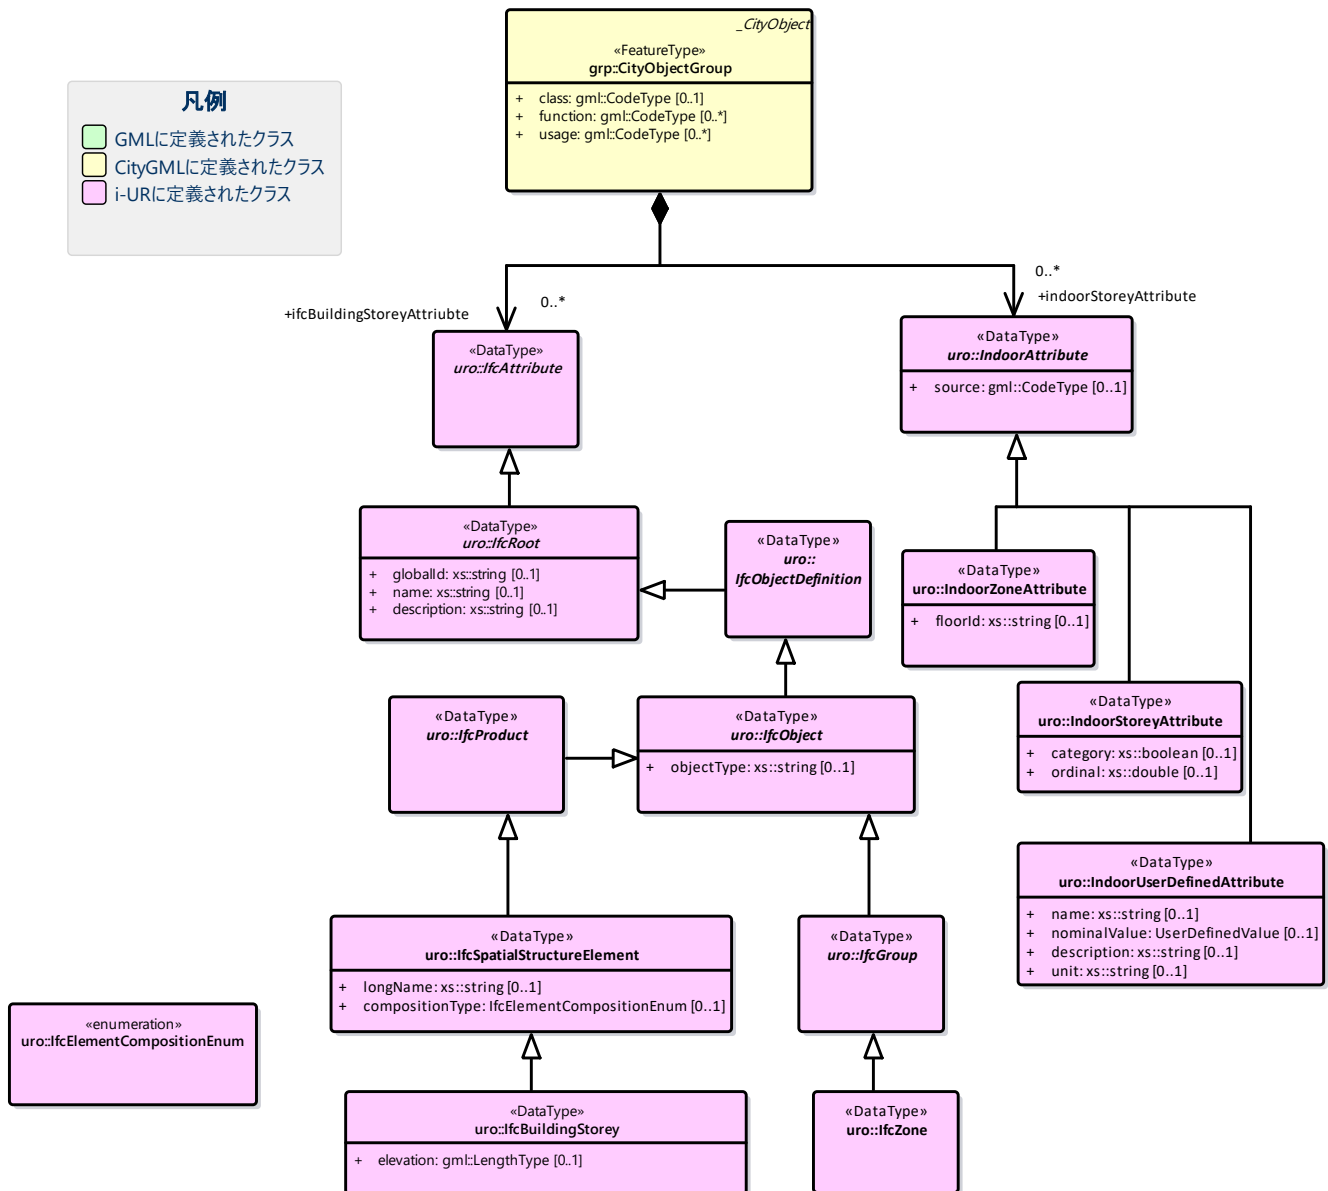 _CityObject
«FeatureType»
grp::CityObjectGroup
+ class: gml::CodeType [0..1]
+ function: gml::CodeType [0..*]
+ usage: gml::CodeType [0..*]
凡例
GMLに定義されたクラス
CityGMLに定義されたクラス
i-URに定義されたクラス
+ifcBuildingStoreyAttriubte
0..*
0..*
+indoorStoreyAttribute
«DataType»
uro::IfcAttribute
«DataType»
uro::IndoorAttribute
+ source: gml::CodeType [0..1]
«DataType»
uro::IfcRoot
+ globalId: xs::string [0..1]
+ name: xs::string [0..1]
+ description: xs::string [0..1]
«DataType»
uro::
IfcObjectDefinition
«DataType»
uro::IndoorZoneAttribute
+ floorId: xs::string [0..1]
«DataType»
uro::IfcProduct
«DataType»
uro::IfcObject
+ objectType: xs::string [0..1]
«DataType»
uro::IndoorStoreyAttribute
+ category: xs::boolean [0..1]
+ ordinal: xs::double [0..1]
«DataType»
uro::IndoorUserDefinedAttribute
+ name: xs::string [0..1]
+ nominalValue: UserDefinedValue [0..1]
+ description: xs::string [0..1]
+ unit: xs::string [0..1]
«DataType»
uro::IfcSpatialStructureElement
+ longName: xs::string [0..1]
+ compositionType: IfcElementCompositionEnum [0..1]
«DataType»
uro::IfcGroup
«enumeration»
uro::IfcElementCompositionEnum
«DataType»
uro::IfcBuildingStorey
+ elevation: gml::LengthType [0..1]
«DataType»
uro::IfcZone